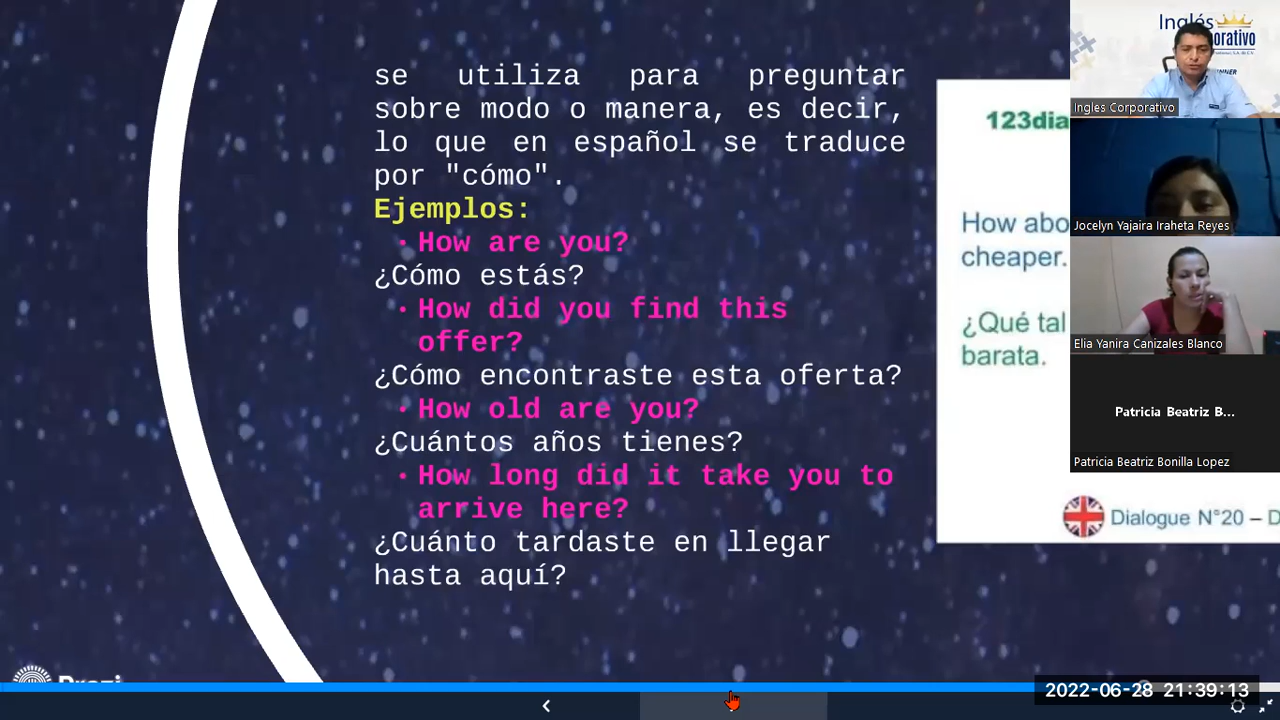 se utiliza para preguntar
sobre modo o manera, es decir,
lo que en español se traduce
por "cómo".
Ejemplos:
• How are you?
¿Cómo estás?
• How did you find this
offer?
¿Cómo encontraste esta oferta?
• How old are you?
¿Cuántos años tienes?
• How long did it take you to
arrive here?
¿Cuánto tardaste en llegar
hasta aquí?
123dia
How abo
cheaper.
¿Qué tal
barata.
Dialogue N°20 – D
Inglés
orativo
Ingles Corporativo
Jocelyn Yajaira Iraheta Reyes
Elia Yanira Canizales Blanco
Patricia Beatriz B...
Patricia Beatriz Bonilla Lopez
Prezi
2022-06-28 21:39:13